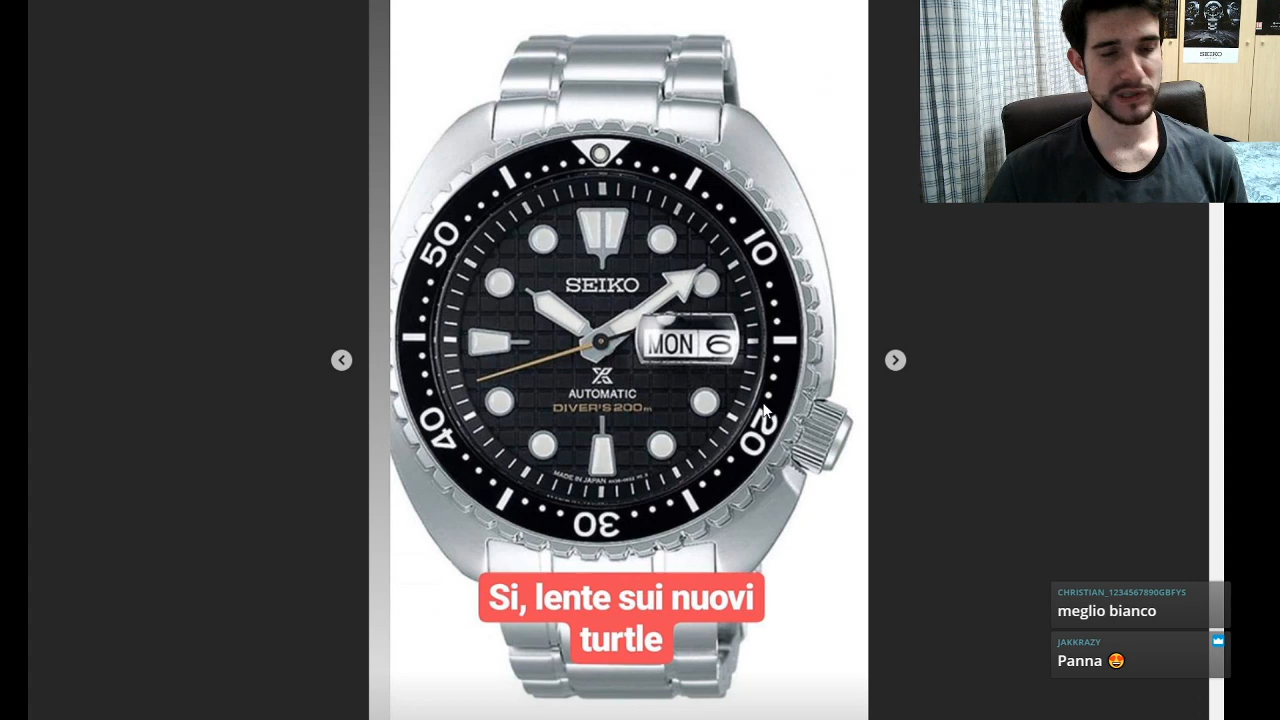 SEIKO
50
10
SEIKO
MON 6
AUTOMATIC
DIVER'S 200m
40
20
MADE IN JAPAN
30
Si, lente sui nuovi
turtle
CHRISTIAN_1234567890GBFYS
meglio bianco
JAKKRAZY
Panna 🤩